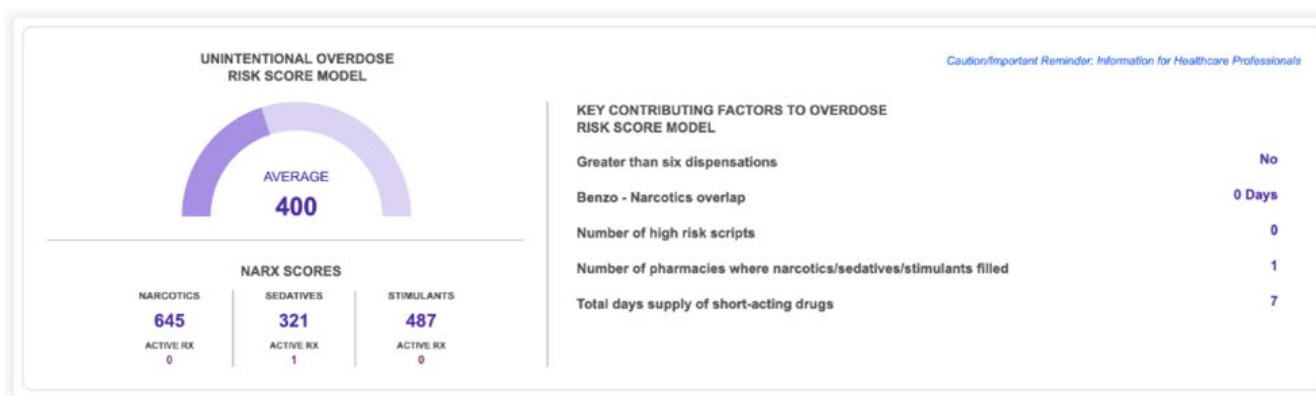 UNINTENTIONAL OVERDOSE
RISK SCORE MODEL
AVERAGE
400
NARX SCORES
NARCOTICS SEDATIVES STIMULANTS
645 321 487
ACTIVE RX ACTIVE RX ACTIVE RX
0 1 0
Caution/Important Reminder: Information for Healthcare Professionals
KEY CONTRIBUTING FACTORS TO OVERDOSE
RISK SCORE MODEL
Greater than six dispensations No
Benzo - Narcotics overlap 0 Days
Number of high risk scripts 0
Number of pharmacies where narcotics/sedatives/stimulants filled 1
Total days supply of short-acting drugs 7